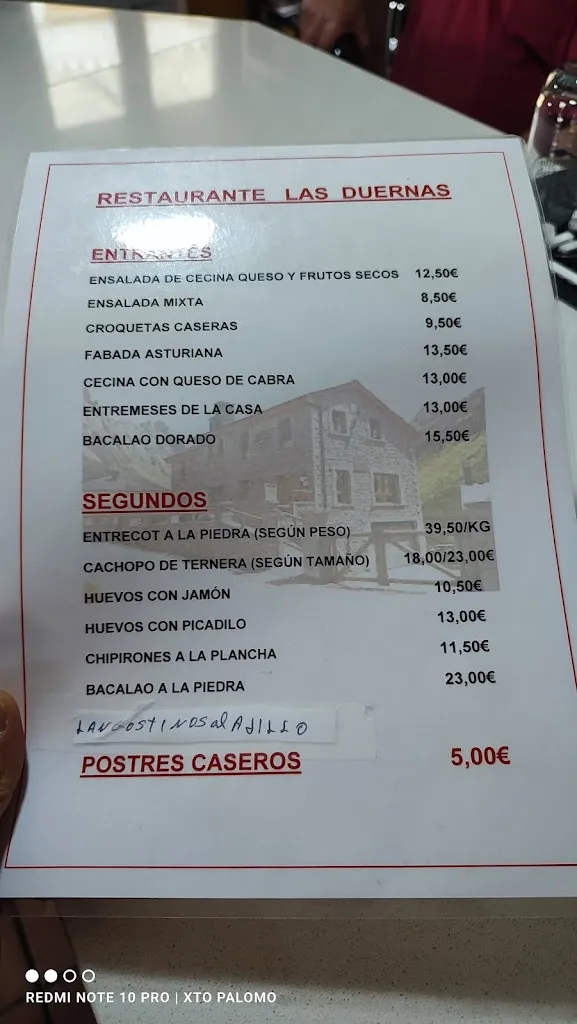 RESTAURANTE LAS DUERNAS
ENTRANTES
ENSALADA DE CECINA QUESO Y FRUTOS SECOS 12,50€
ENSALADA MIXTA 8,50€
CROQUETAS CASERAS 9,50€
FABADA ASTURIANA 13,50€
CECINA CON QUESO DE CABRA 13,00€
ENTREMESES DE LA CASA 13,00€
BACALAO DORADO 15,50€
SEGUNDOS
ENTRECOT A LA PIEDRA (SEGÚN PESO) 39,50/KG
CACHOPO DE TERNERA (SEGÚN TAMAÑO) 18,00/23,00€
HUEVOS CON JAMÓN 10,50€
HUEVOS CON PICADILO 13,00€
CHIPIRONES A LA PLANCHA 11,50€
BACALAO A LA PIEDRA 23,00€
LANGOSTINOS al AJILLO
POSTRES CASEROS 5,00€
REDMI NOTE 10 PRO | XTO PALOMO